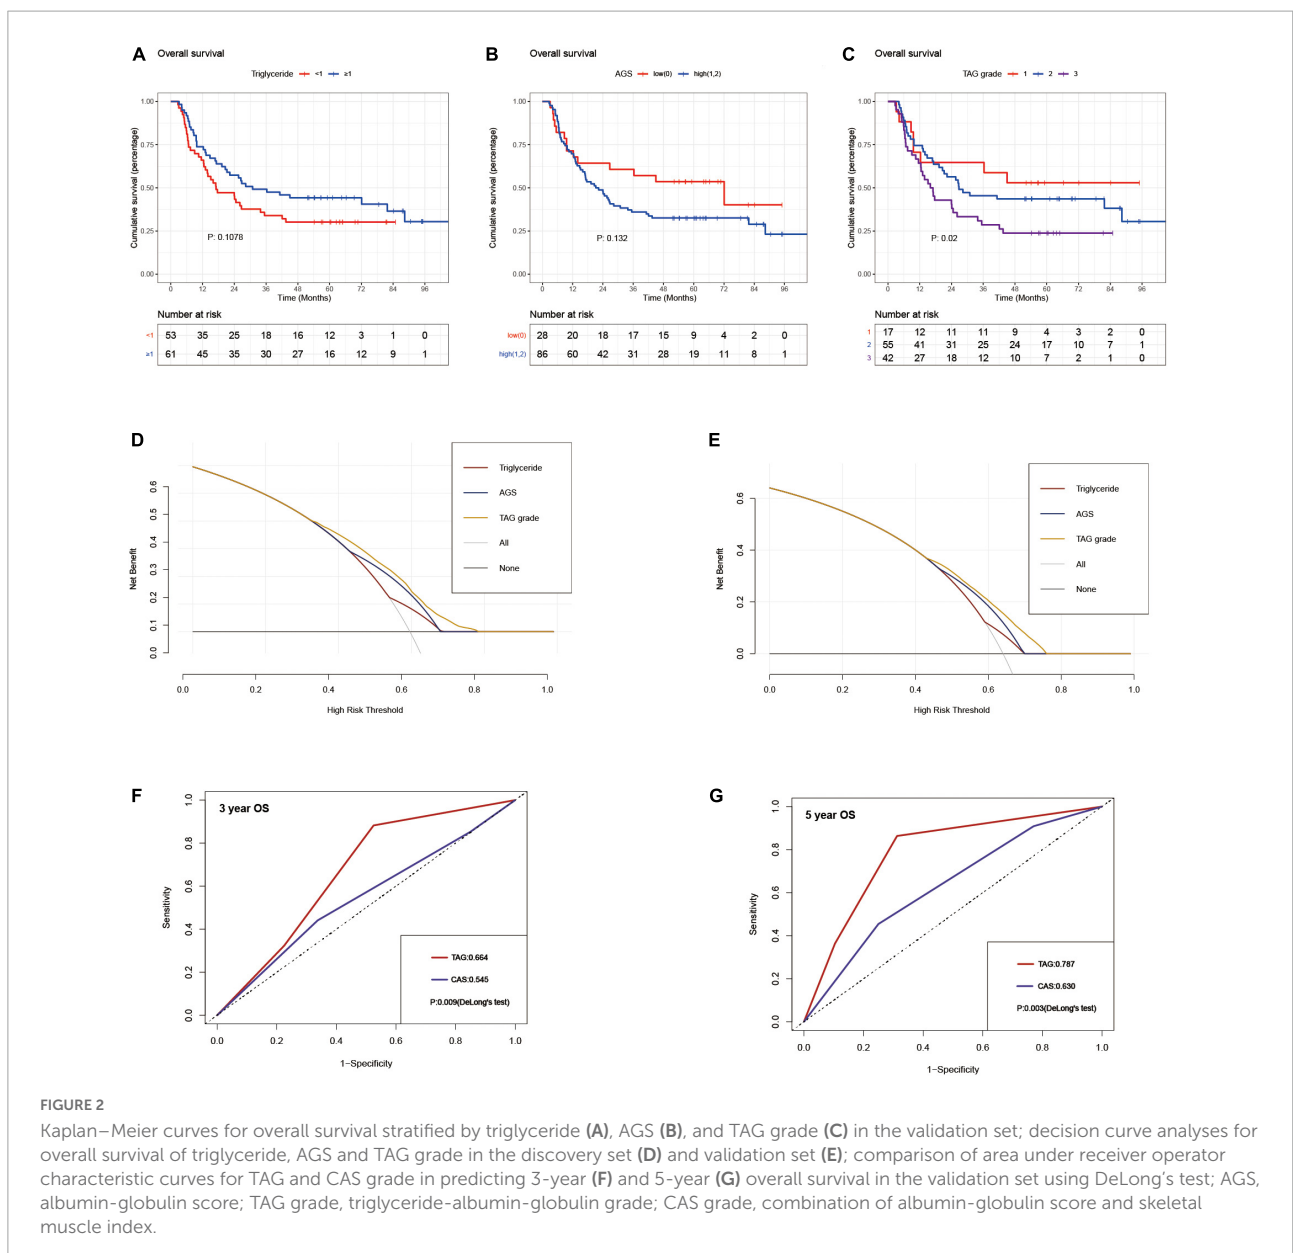 A Overall survival
Triglyceride <1 ≥1
Cumulative survival (percentage)
1.00
0.75
0.50
0.25
0.00
P: 0.1078
0 12 24 36 48 60 72 84 96
Time (Months)
Number at risk
<1 53 35 25 18 16 12 3 1 0
≥1 61 45 35 30 27 16 12 9 1
B Overall survival
AGS low(0) high(1,2)
Cumulative survival (percentage)
1.00
0.75
0.50
0.25
0.00
P: 0.132
0 12 24 36 48 60 72 84 96
Time (Months)
Number at risk
low(0) 28 20 18 17 15 9 4 2 0
high(1,2) 86 60 42 31 28 19 11 8 1
C Overall survival
TAG grade 1 2 3
Cumulative survival (percentage)
1.00
0.75
0.50
0.25
0.00
P: 0.02
0 12 24 36 48 60 72 84 96
Time (Months)
Number at risk
1 17 12 11 11 9 4 3 2 0
2 55 41 31 25 24 17 10 7 1
3 42 27 18 12 10 7 2 1 0
D
Net Benefit
0.6
0.5
0.4
0.3
0.2
0.1
0.0
Triglyceride
AGS
TAG grade
All
None
0.0 0.2 0.4 0.6 0.8 1.0
High Risk Threshold
E
Net Benefit
0.6
0.4
0.2
0.0
Triglyceride
AGS
TAG grade
All
None
0.0 0.2 0.4 0.6 0.8 1.0
High Risk Threshold
F
3 year OS
Sensitivity
1.0
0.8
0.6
0.4
0.2
0.0
TAG:0.664
CAS:0.545
P:0.009(DeLong's test)
0.0 0.2 0.4 0.6 0.8 1.0
1−Specificity
G
5 year OS
Sensitivity
1.0
0.8
0.6
0.4
0.2
0.0
TAG:0.787
CAS:0.630
P:0.003(DeLong's test)
0.0 0.2 0.4 0.6 0.8 1.0
1−Specificity
FIGURE 2
Kaplan–Meier curves for overall survival stratified by triglyceride (A), AGS (B), and TAG grade (C) in the validation set; decision curve analyses for
overall survival of triglyceride, AGS and TAG grade in the discovery set (D) and validation set (E); comparison of area under receiver operator
characteristic curves for TAG and CAS grade in predicting 3-year (F) and 5-year (G) overall survival in the validation set using DeLong's test; AGS,
albumin-globulin score; TAG grade, triglyceride-albumin-globulin grade; CAS grade, combination of albumin-globulin score and skeletal
muscle index.